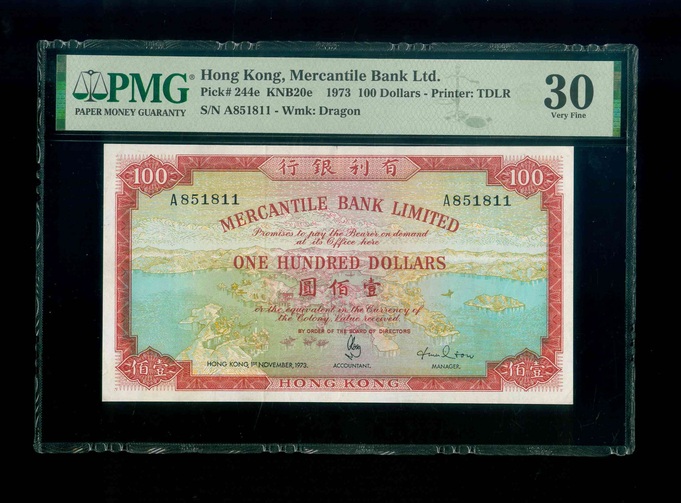 PMG
PAPER MONEY GUARANTY
Hong Kong, Mercantile Bank Ltd.
Pick# 244e KNB20e 1973 100 Dollars - Printer: TDLR
S/N A851811 - Wmk: Dragon
30
Very Fine
100 行銀利有 100
A851811 A851811
MERCANTILE BANK LIMITED
Promises to pay the Bearer on demand
at its Office here
ONE HUNDRED DOLLARS
圓佰壹
or the equivalent in the Currency of
the Colony, Value received.
BY ORDER OF THE BOARD OF DIRECTORS
HONG KONG, 1ST NOVEMBER, 1973. ACCOUNTANT. MANAGER.
佰 HONG KONG 佰壹